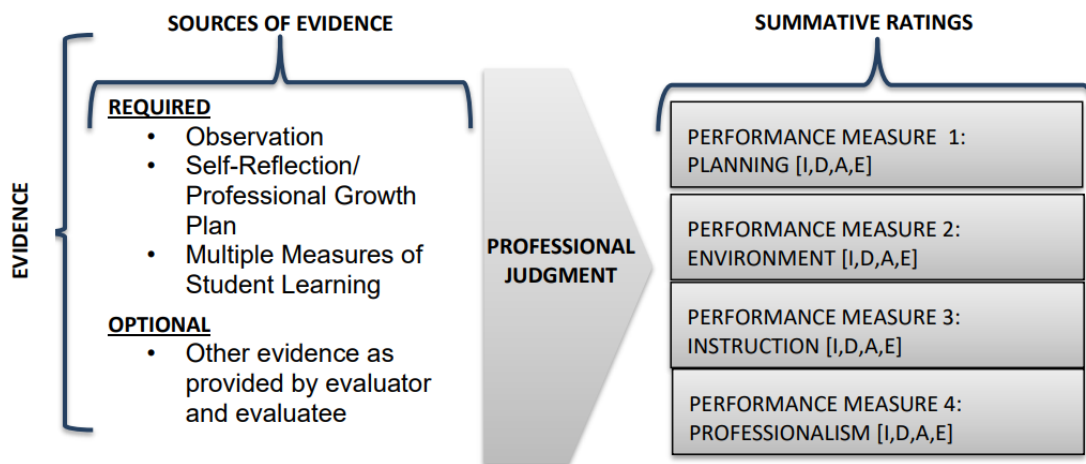 SOURCES OF EVIDENCE
SUMMATIVE RATINGS
EVIDENCE
REQUIRED
• Observation
• Self-Reflection/
Professional Growth
Plan
• Multiple Measures of
Student Learning
OPTIONAL
• Other evidence as
provided by evaluator
and evaluatee
PROFESSIONAL
JUDGMENT
PERFORMANCE MEASURE 1:
PLANNING [I,D,A,E]
PERFORMANCE MEASURE 2:
ENVIRONMENT [I,D,A,E]
PERFORMANCE MEASURE 3:
INSTRUCTION [I,D,A,E]
PERFORMANCE MEASURE 4:
PROFESSIONALISM [I,D,A,E]